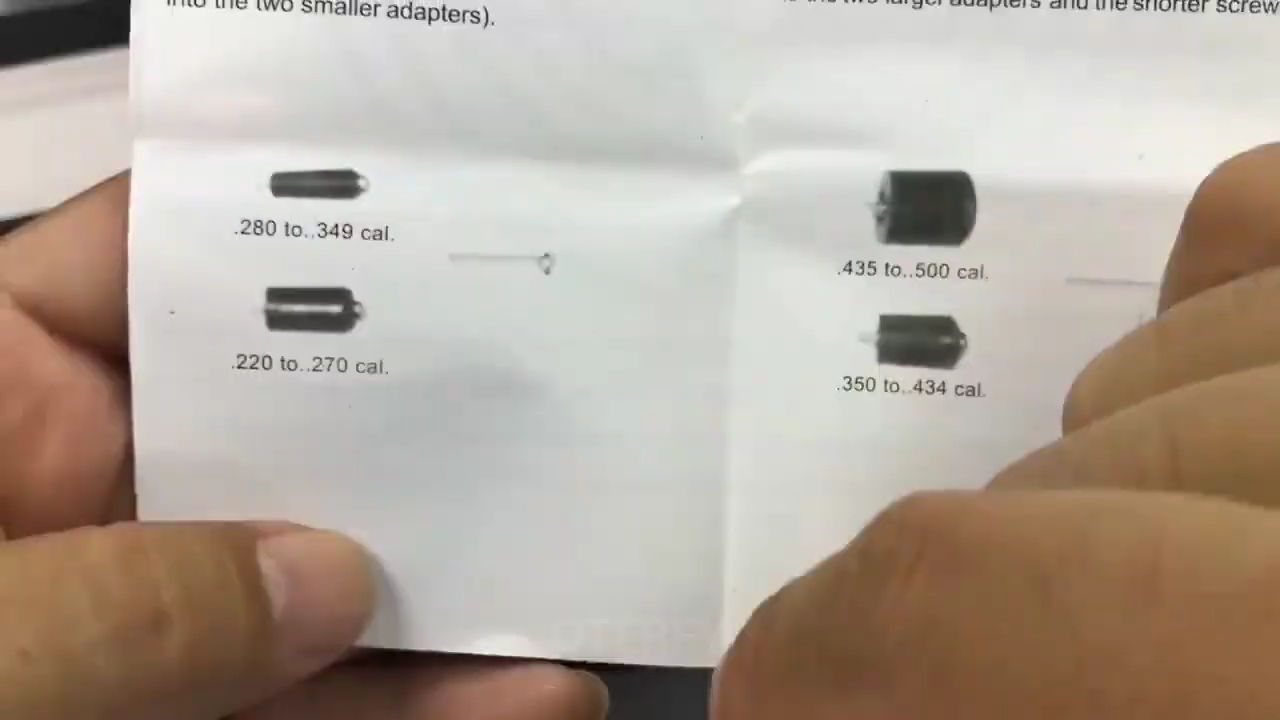 into the two smaller adapters).
the two larger adapters and the shorter screw
.280 to..349 cal.
.220 to..270 cal.
.435 to..500 cal.
.350 to..434 cal.